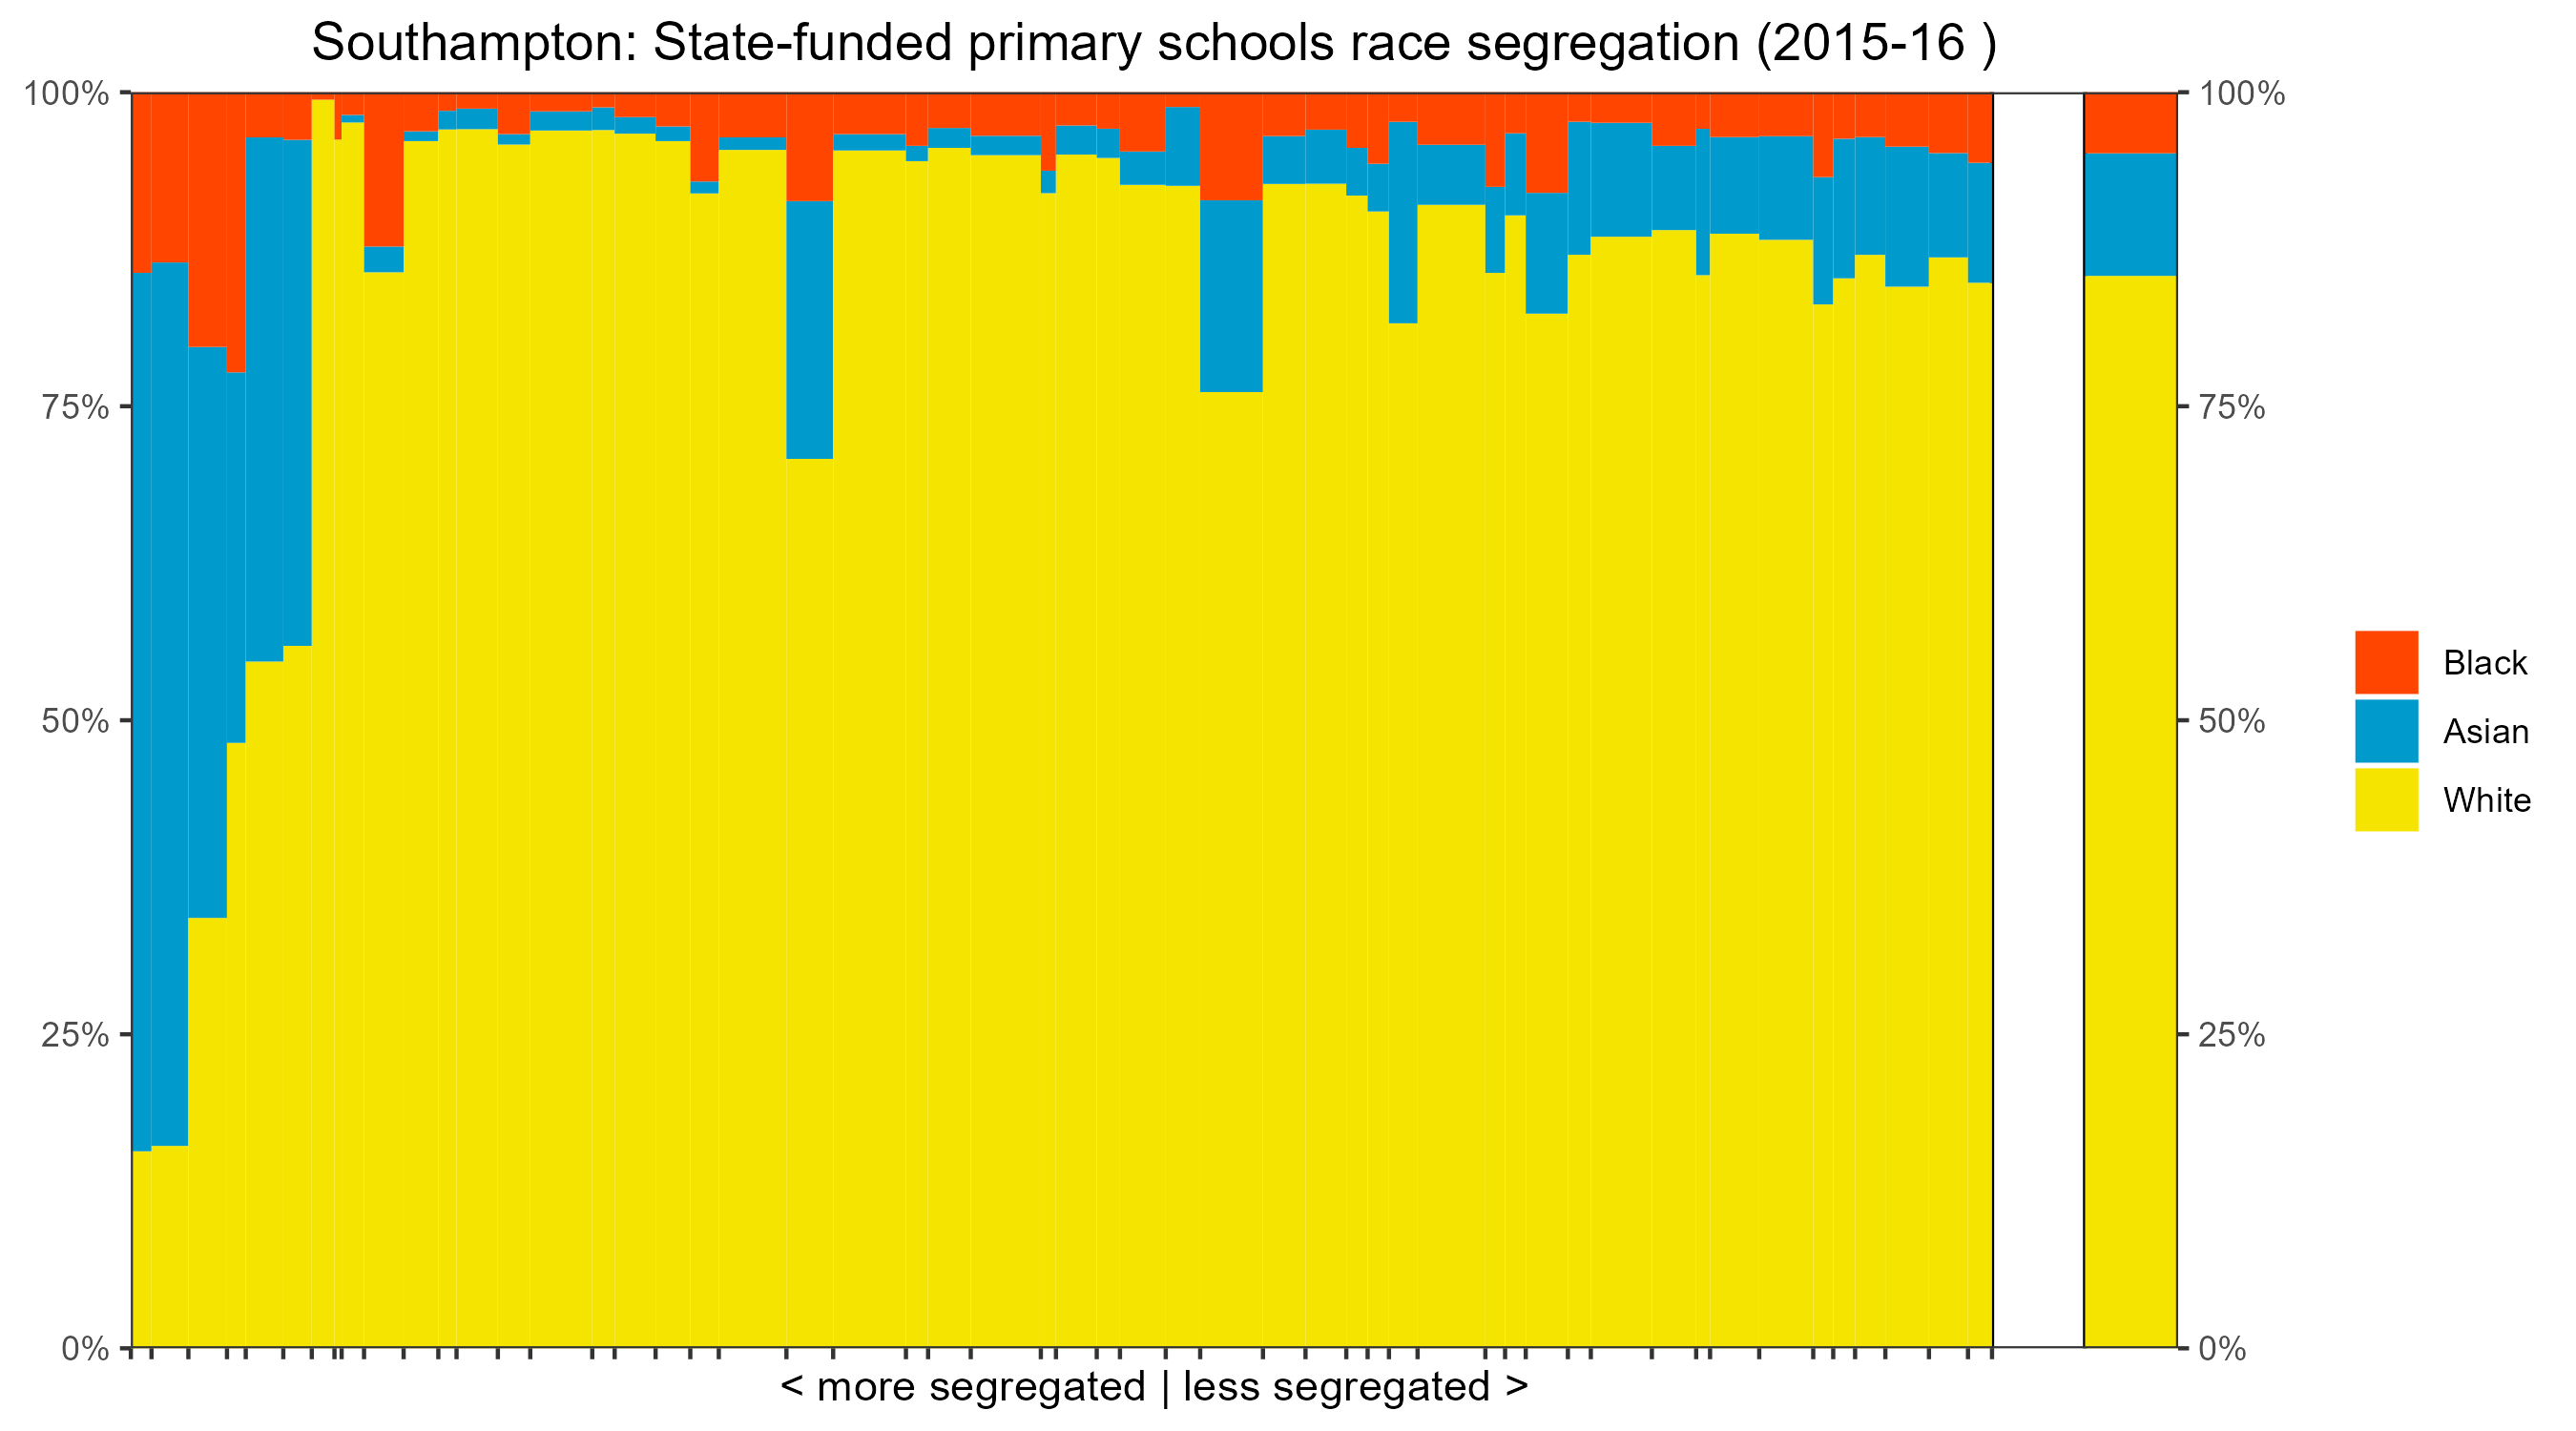 Southampton: State-funded primary schools race segregation (2015-16 )
100%
75%
50%
25%
0%
100%
75%
50%
25%
0%
Black
Asian
White
< more segregated | less segregated >